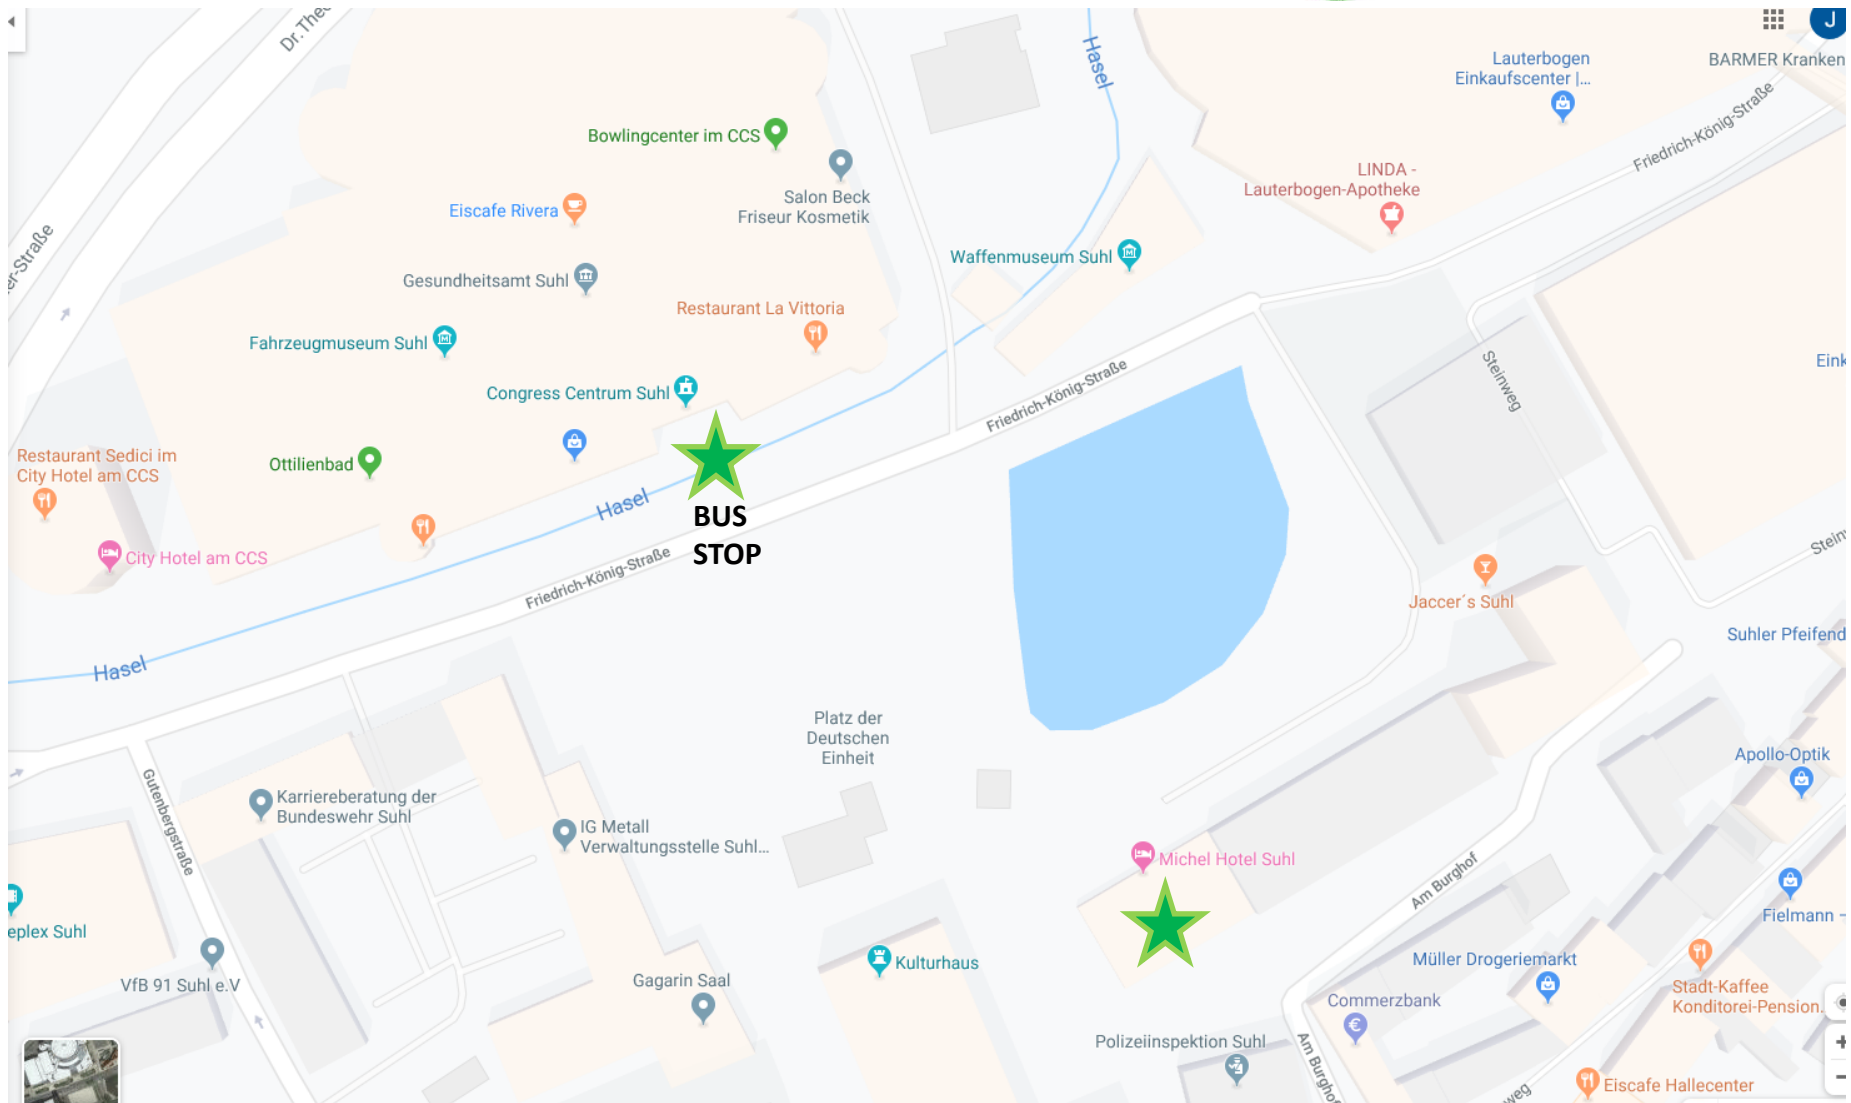 Dr. Theo
J
Hasel
Lauterbogen
Einkaufscenter |...
BARMER Kranken
Friedrich-König-Straße
Bowlingcenter im CCS
LINDA -
Lauterbogen-Apotheke
Salon Beck
Friseur Kosmetik
Eiscafe Rivera
er-Straße
Waffenmuseum Suhl
Gesundheitsamt Suhl
Restaurant La Vittoria
Fahrzeugmuseum Suhl
Eink
Steinweg
Friedrich-König-Straße
Congress Centrum Suhl
Restaurant Sedici im
City Hotel am CCS
Ottilienbad
Hasel
BUS
STOP
City Hotel am CCS
Friedrich-König-Straße
Stein
Jaccer´s Suhl
Suhler Pfeifend
Hasel
Platz der
Deutschen
Einheit
Apollo-Optik
Gutenbergstraße
Karriereberatung der
Bundeswehr Suhl
IG Metall
Verwaltungsstelle Suhl...
Michel Hotel Suhl
Am Burghof
Fielmann -
eplex Suhl
Müller Drogeriemarkt
Kulturhaus
VfB 91 Suhl e.V
Gagarin Saal
Stadt-Kaffee
Konditorei-Pension.
Commerzbank
Polizeiinspektion Suhl
Am Burghof
Eiscafe Hallecenter
weg